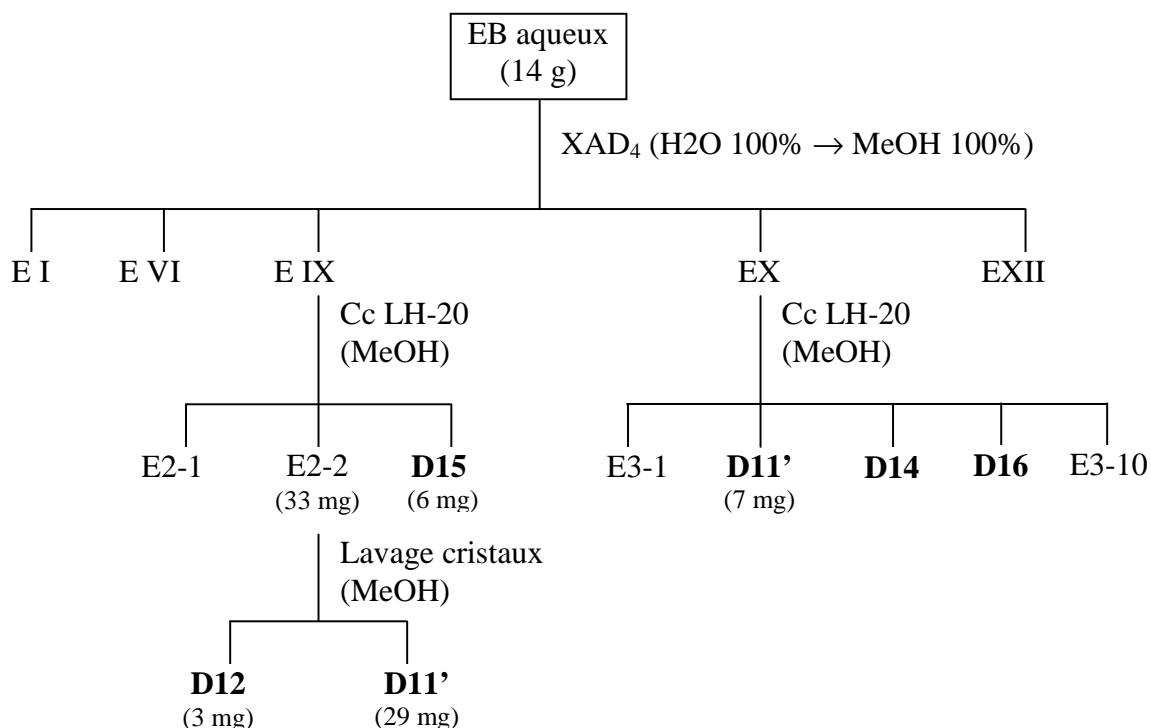 EB aqueux
(14 g)
XAD₄ (H2O 100% → MeOH 100%)
E I E VI E IX EX EXII
Cc LH-20 Cc LH-20
(MeOH) (MeOH)
E2-1 E2-2 D15 E3-1 D11’ D14 D16 E3-10
(33 mg) (6 mg) (7 mg)
Lavage cristaux
(MeOH)
D12 D11’
(3 mg) (29 mg)